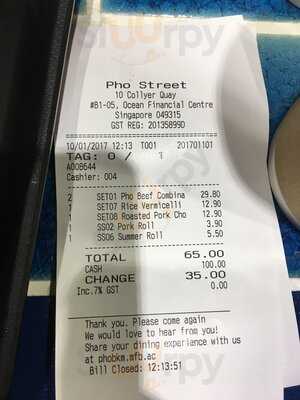 Pho Street
10 Collyer Quay
#B1-05, Ocean Financial Centre
Singapore 049315
GST REG: 20135899D
10/01/2017 12:13 T001 201701101
TAG: 0 /
A008644
Cashier: 004
2 SET01 Pho Beef Combina 29.80
1 SET07 Rice Vermicelli 12.90
1 SET08 Roasted Pork Cho 12.90
1 SS02 Pork Roll 3.90
1 SS06 Summer Roll 5.50
TOTAL 65.00
CASH 100.00
CHANGE 35.00
Inc.7% GST 0.00
Thank you. Please come again
We would love to hear from you!
Share your dining experience with us
at phobkm.mfb.ac
Bill Closed: 12:13:51